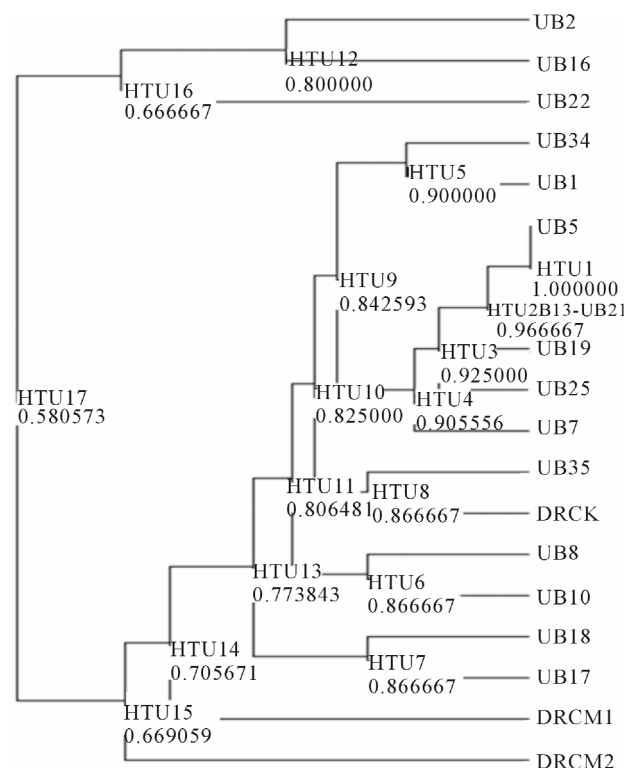 UB2
HTU12
UB16
0.800000
HTU16
UB22
0.666667
UB34
HTU5
UB1
0.900000
UB5
HTU1
HTU9
1.000000
0.842593
HTU2B13-UB21
0.966667
HTU3
UB19
0.925000
HTU10
UB25
HTU17
HTU4
0.580573
0.825000
0.905556
UB7
UB35
HTU11
HTU8
0.806481
0.866667
DRCK
UB8
HTU13
HTU6
0.773843
0.866667
UB10
UB18
HTU14
HTU7
0.705671
UB17
0.866667
HTU15
DRCM1
0.669059
DRCM2